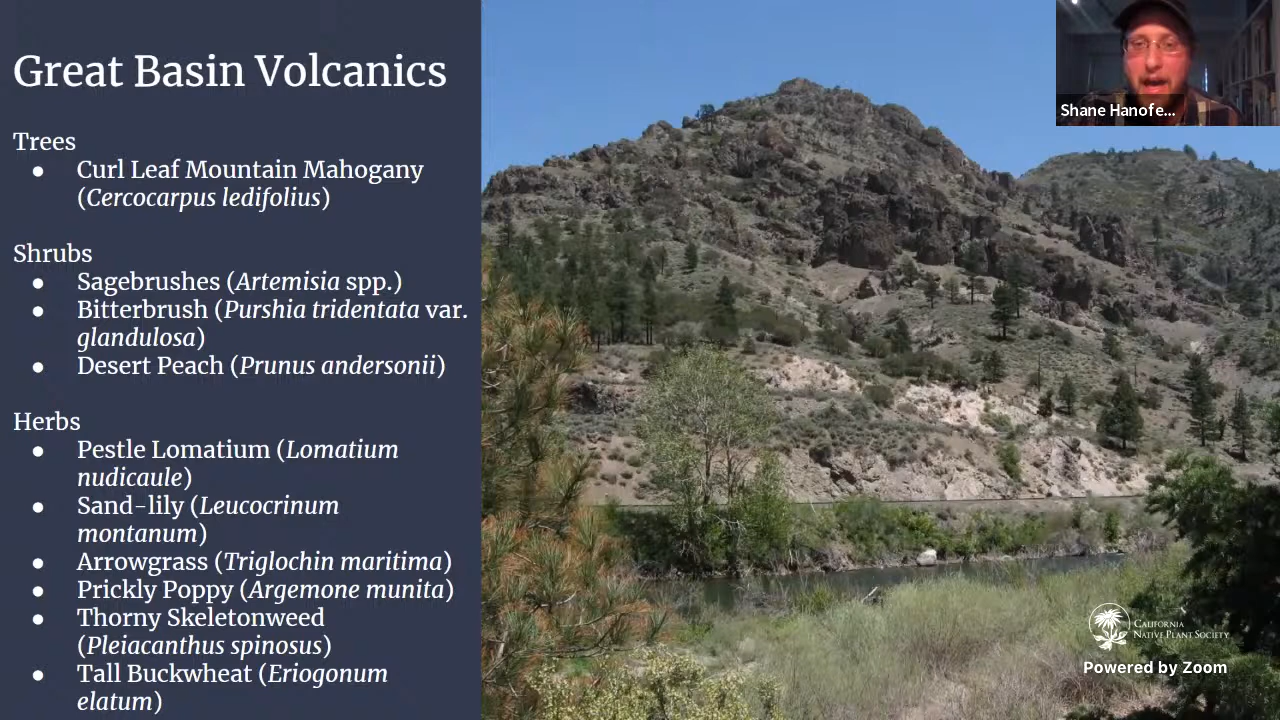 Great Basin Volcanics
Trees
● Curl Leaf Mountain Mahogany
(Cercocarpus ledifolius)
Shrubs
● Sagebrushes (Artemisia spp.)
● Bitterbrush (Purshia tridentata var.
glandulosa)
● Desert Peach (Prunus andersonii)
Herbs
● Pestle Lomatium (Lomatium
nudicaule)
● Sand-lily (Leucocrinum
montanum)
● Arrowgrass (Triglochin maritima)
● Prickly Poppy (Argemone munita)
● Thorny Skeletonweed
(Pleiacanthus spinosus)
● Tall Buckwheat (Eriogonum
elatum)
Shane Hanofe...
CALIFORNIA
NATIVE PLANT SOCIETY
Powered by Zoom